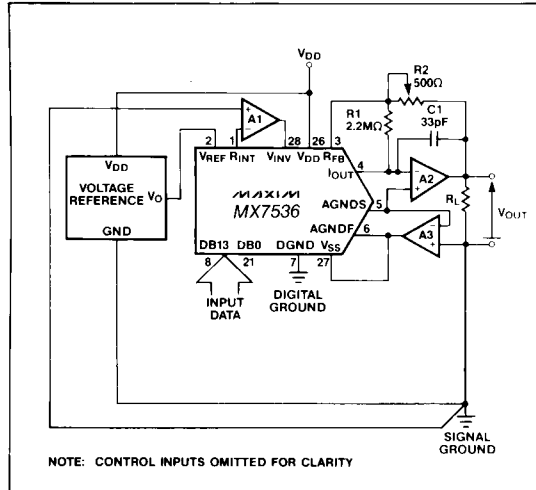 VDD
R2
500Ω
R1
2.2MΩ
C1
33pF
+
A1
−
2
1
28
26
3
VREF
RINT
VINV
VDD
RFB
4
IOUT
−
A2
+
VDD
VOLTAGE
REFERENCE
VO
GND
MAXIM
MX7536
AGNDS
5
AGNDF
6
RL
VOUT
−
A3
+
DB13
DB0
DGND
VSS
8
21
7
27
INPUT
DATA
DIGITAL
GROUND
SIGNAL
GROUND
NOTE: CONTROL INPUTS OMITTED FOR CLARITY